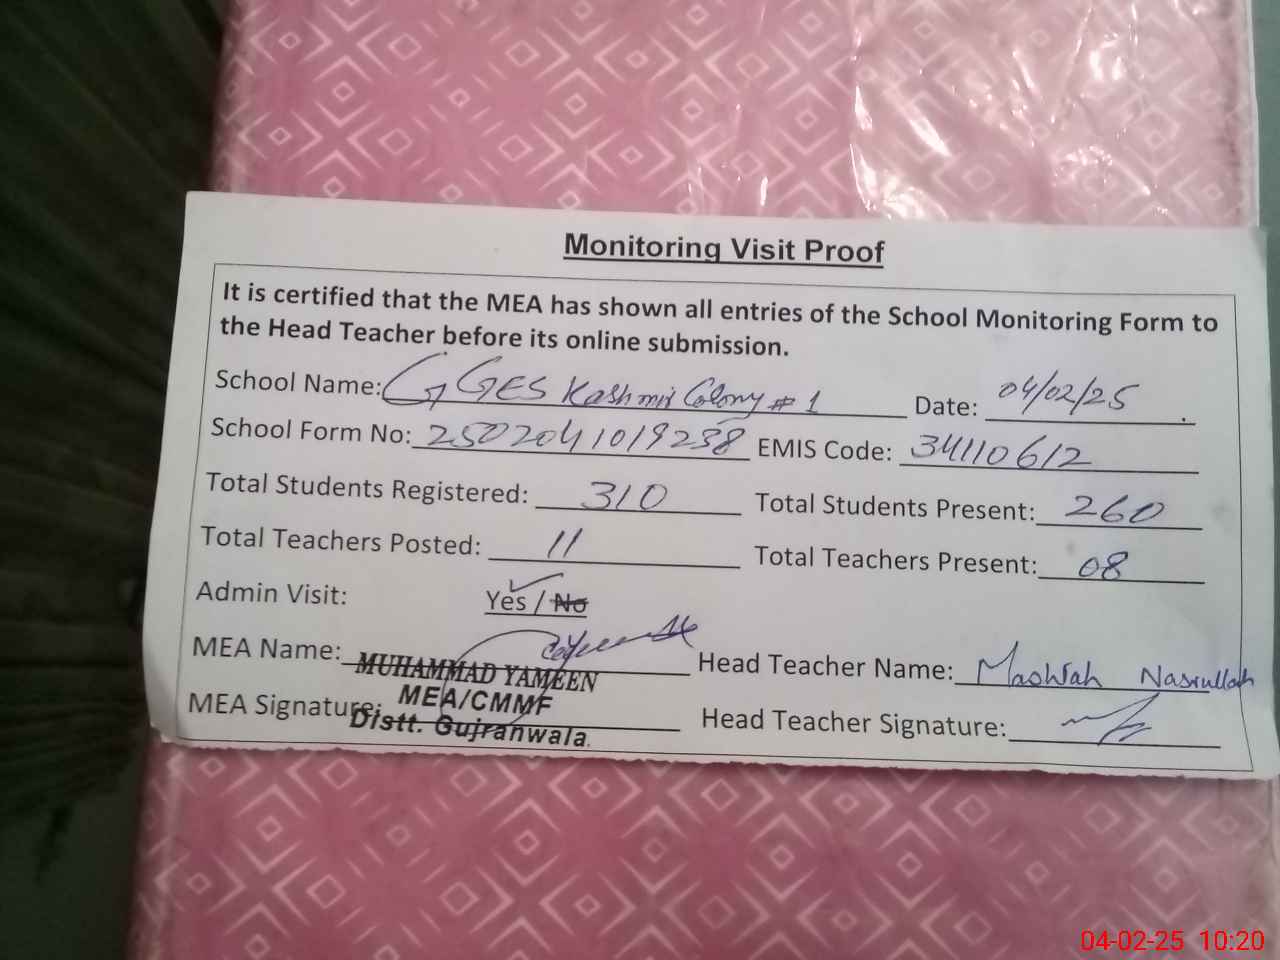 Monitoring Visit Proof
It is certified that the MEA has shown all entries of the School Monitoring Form to
the Head Teacher before its online submission.
School Name: GGES Kashmir Colony # 1 Date: 04/02/25
School Form No: 2502041019238 EMIS Code: 34110612
Total Students Registered: 310 Total Students Present: 260
Total Teachers Posted: 11 Total Teachers Present: 08
Admin Visit: Yes / No
MEA Name: Head Teacher Name: Nasrullah
MUHAMMAD YAMEEN
MEA/CMMF
MEA Signature: Head Teacher Signature:
Distt. Gujranwala.
04-02-25 10:20